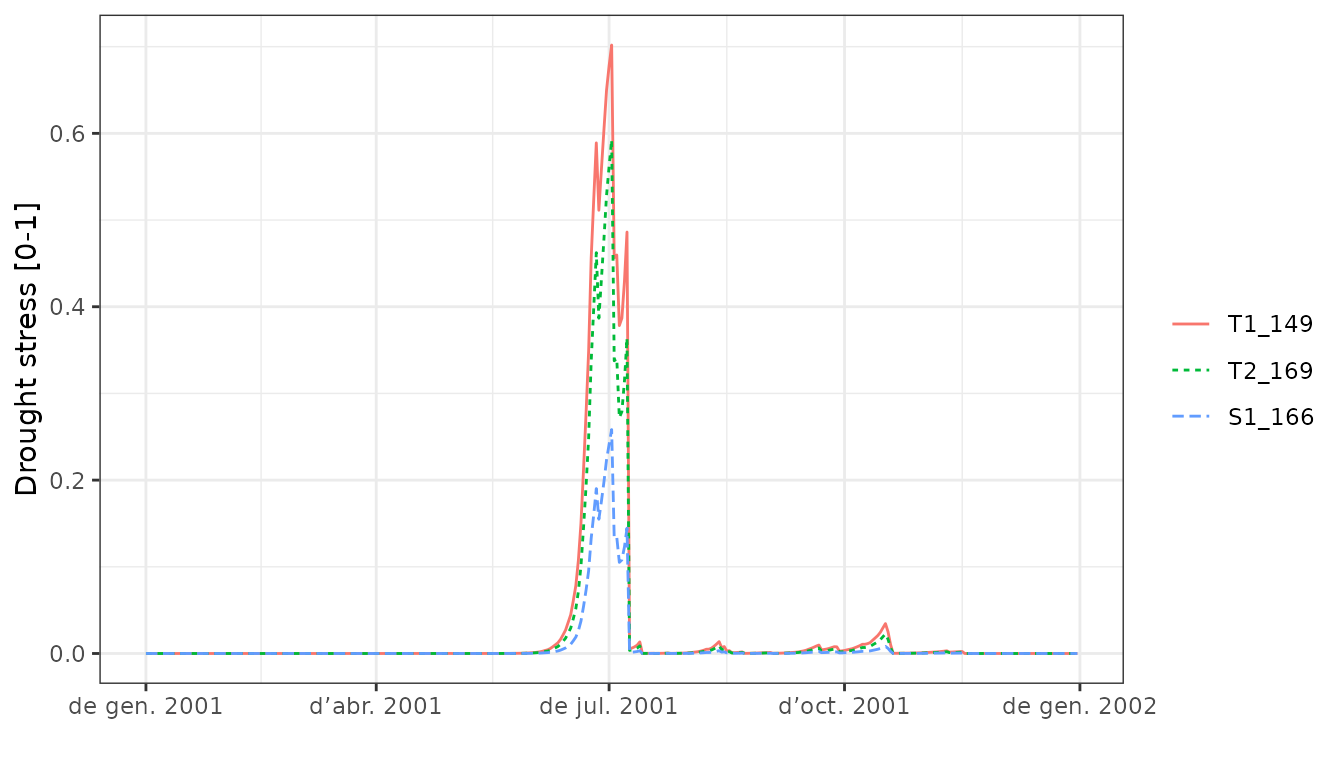 Drought stress [0-1]
0.6
0.4
0.2
0.0
de gen. 2001
d’abr. 2001
de jul. 2001
d’oct. 2001
de gen. 2002
T1_149
T2_169
S1_166